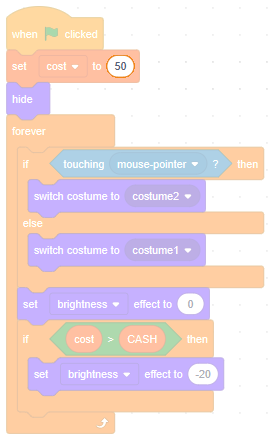 when clicked
set cost to 50
hide
forever
if touching mouse-pointer ? then
switch costume to costume2
else
switch costume to costume1
set brightness effect to 0
if cost > CASH then
set brightness effect to -20